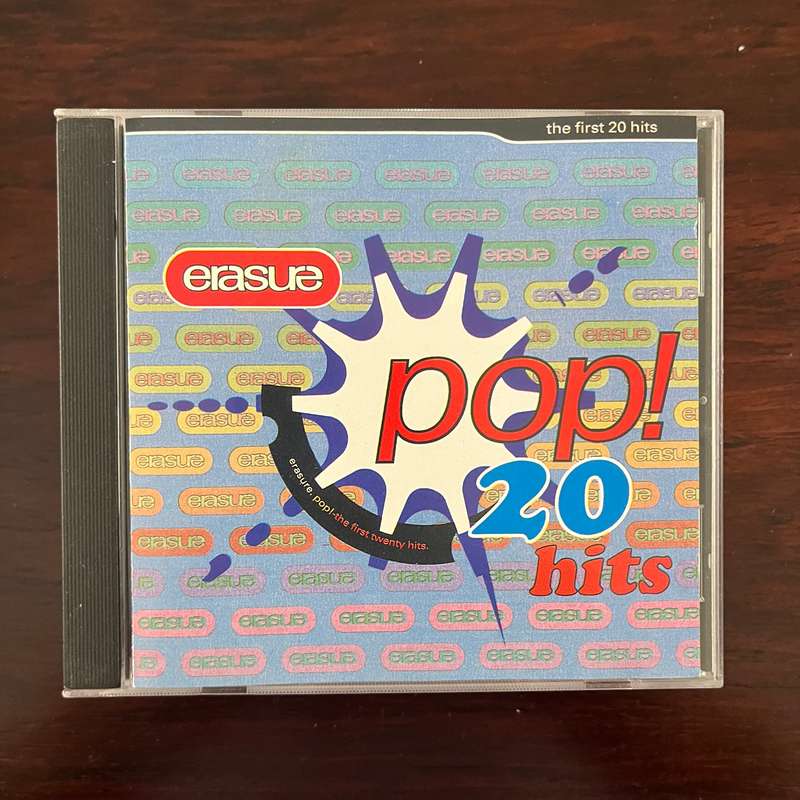 the first 20 hits
erasure
pop!
20
hits
erasure. pop!-the first twenty hits.